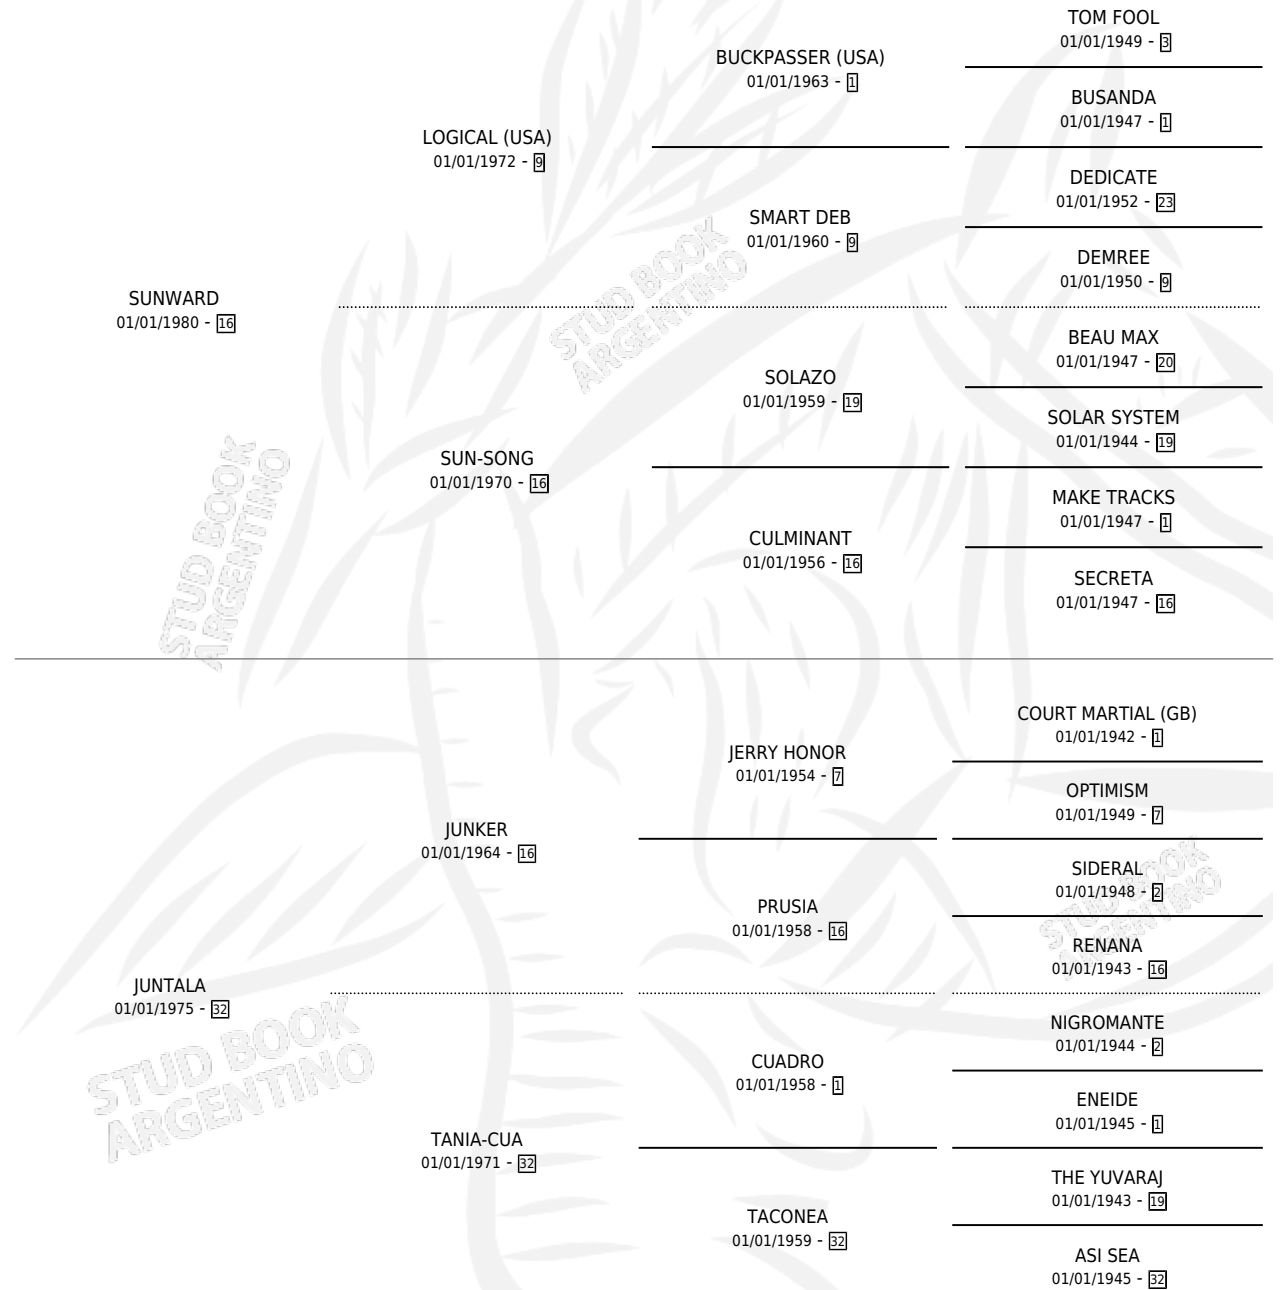 SUNWARD
01/01/1980 - 16
LOGICAL (USA)
01/01/1972 - 9
BUCKPASSER (USA)
01/01/1963 - 1
TOM FOOL
01/01/1949 - 3
BUSANDA
01/01/1947 - 1
SMART DEB
01/01/1960 - 9
DEDICATE
01/01/1952 - 23
DEMREE
01/01/1950 - 9
SUN-SONG
01/01/1970 - 16
SOLAZO
01/01/1959 - 19
BEAU MAX
01/01/1947 - 20
SOLAR SYSTEM
01/01/1944 - 19
CULMINANT
01/01/1956 - 16
MAKE TRACKS
01/01/1947 - 1
SECRETA
01/01/1947 - 16
JUNTALA
01/01/1975 - 32
JUNKER
01/01/1964 - 16
JERRY HONOR
01/01/1954 - 7
COURT MARTIAL (GB)
01/01/1942 - 1
OPTIMISM
01/01/1949 - 7
PRUSIA
01/01/1958 - 16
SIDERAL
01/01/1948 - 2
RENANA
01/01/1943 - 16
TANIA-CUA
01/01/1971 - 32
CUADRO
01/01/1958 - 1
NIGROMANTE
01/01/1944 - 2
ENEIDE
01/01/1945 - 1
TACONEA
01/01/1959 - 32
THE YUVARAJ
01/01/1943 - 19
ASI SEA
01/01/1945 - 32
STUD BOOK
ARGENTINO
STUD BOOK
ARGENTINO
STUD BOOK
ARGENTINO
STUD BOOK
ARGENTINO